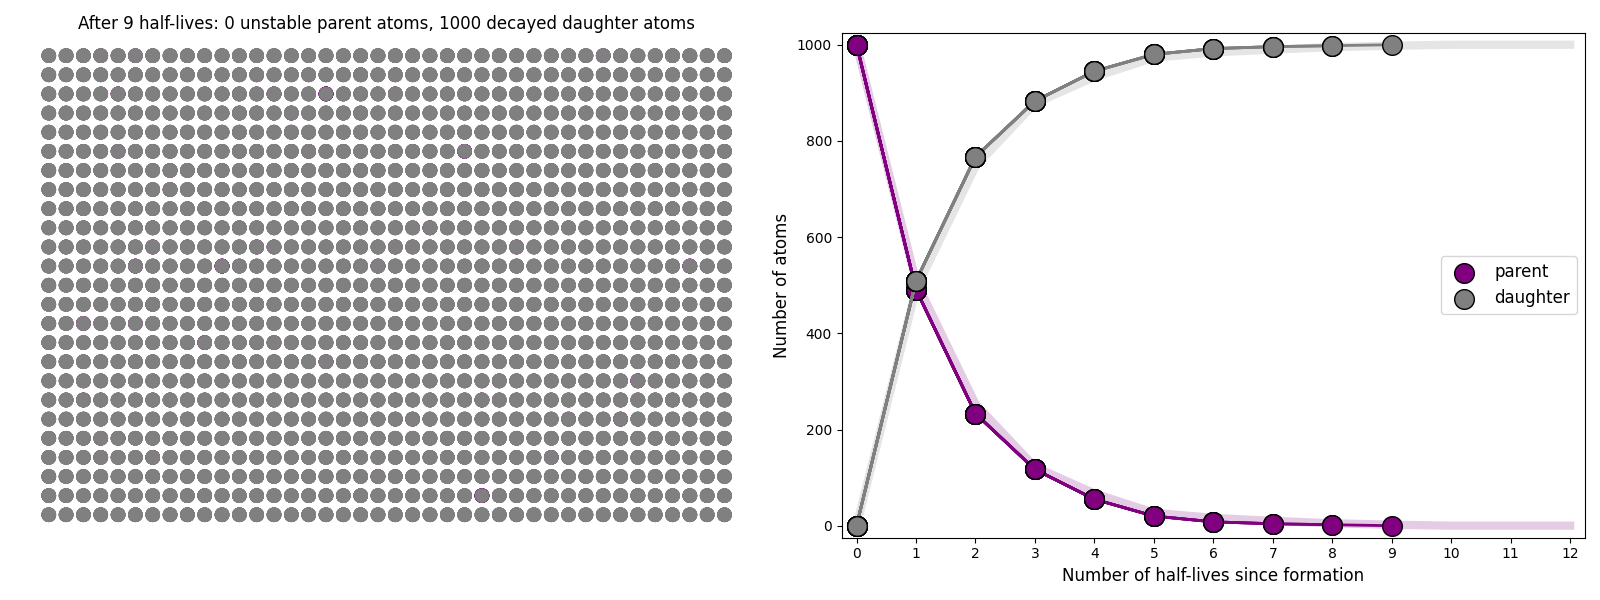 After 9 half-lives: 0 unstable parent atoms, 1000 decayed daughter atoms
1000
800
600
400
200
0
Number of atoms
parent
daughter
0 1 2 3 4 5 6 7 8 9 10 11 12
Number of half-lives since formation